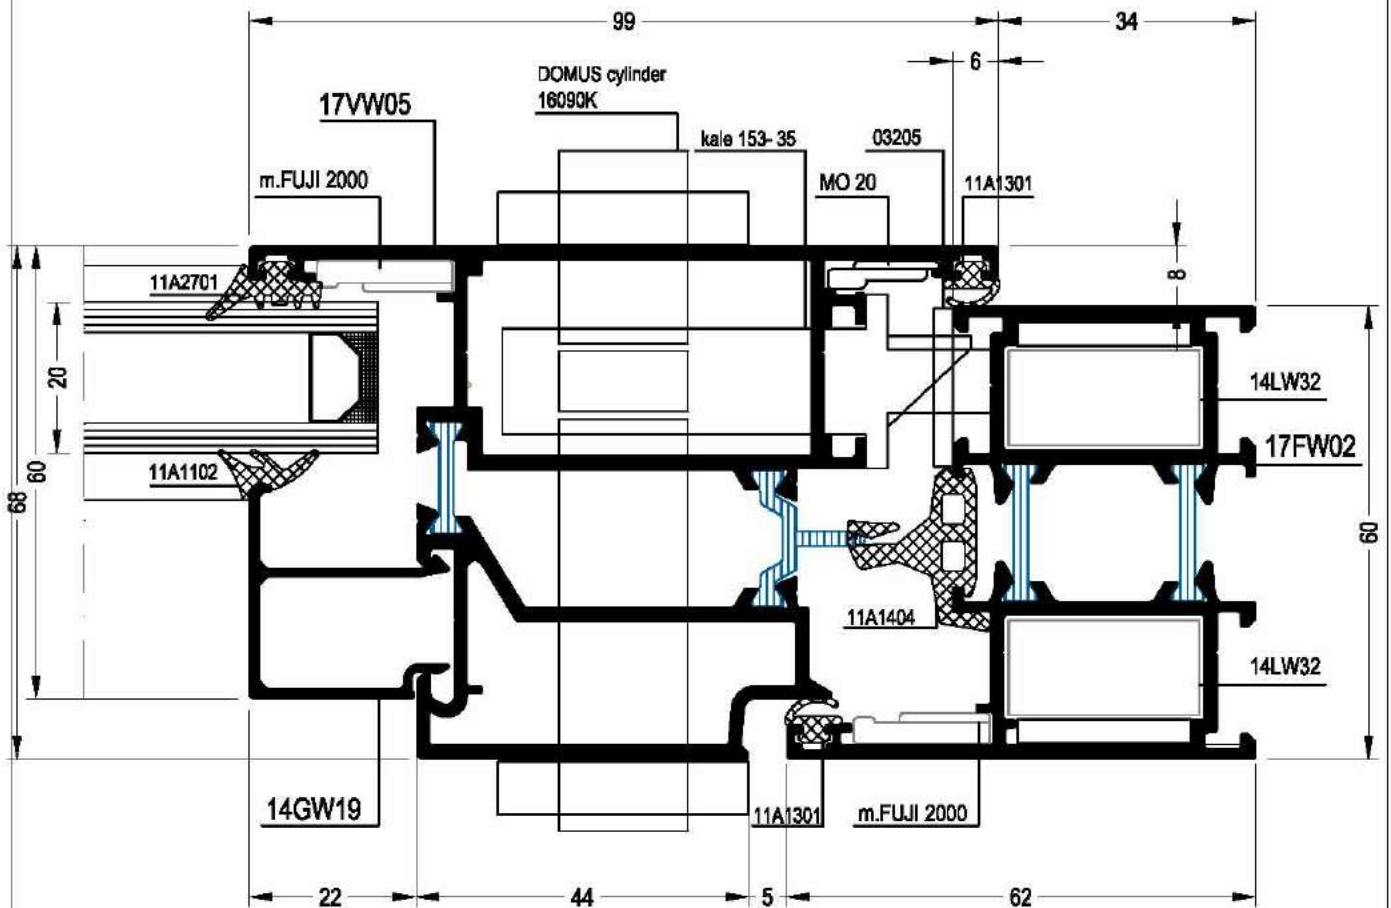 99
34
6
DOMUS cylinder
16090K
17VW05
kale 153- 35
03205
m.FUJI 2000
MO 20
11A1301
8
11A2701
20
14LW32
17FW02
60
68
11A1102
60
11A1404
14LW32
14GW19
11A1301
m.FUJI 2000
22
44
5
62